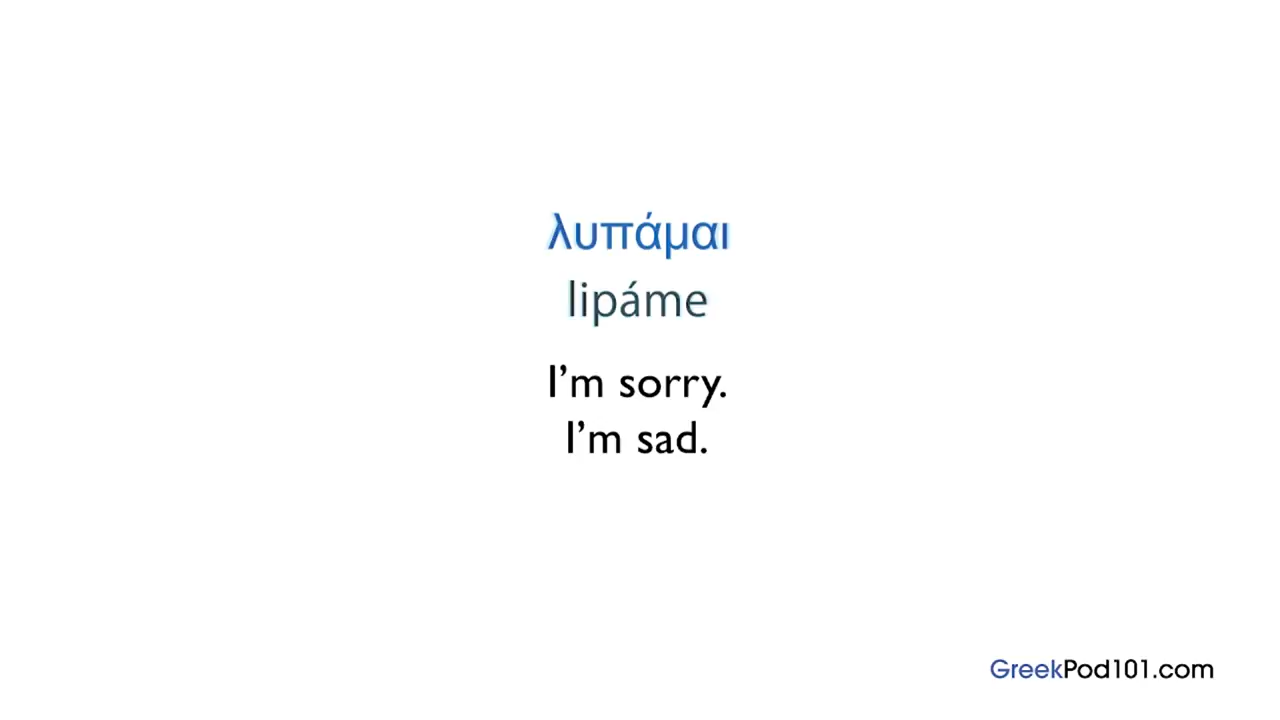 λυπάμαι
lipáme
I’m sorry.
I’m sad.
GreekPod101.com